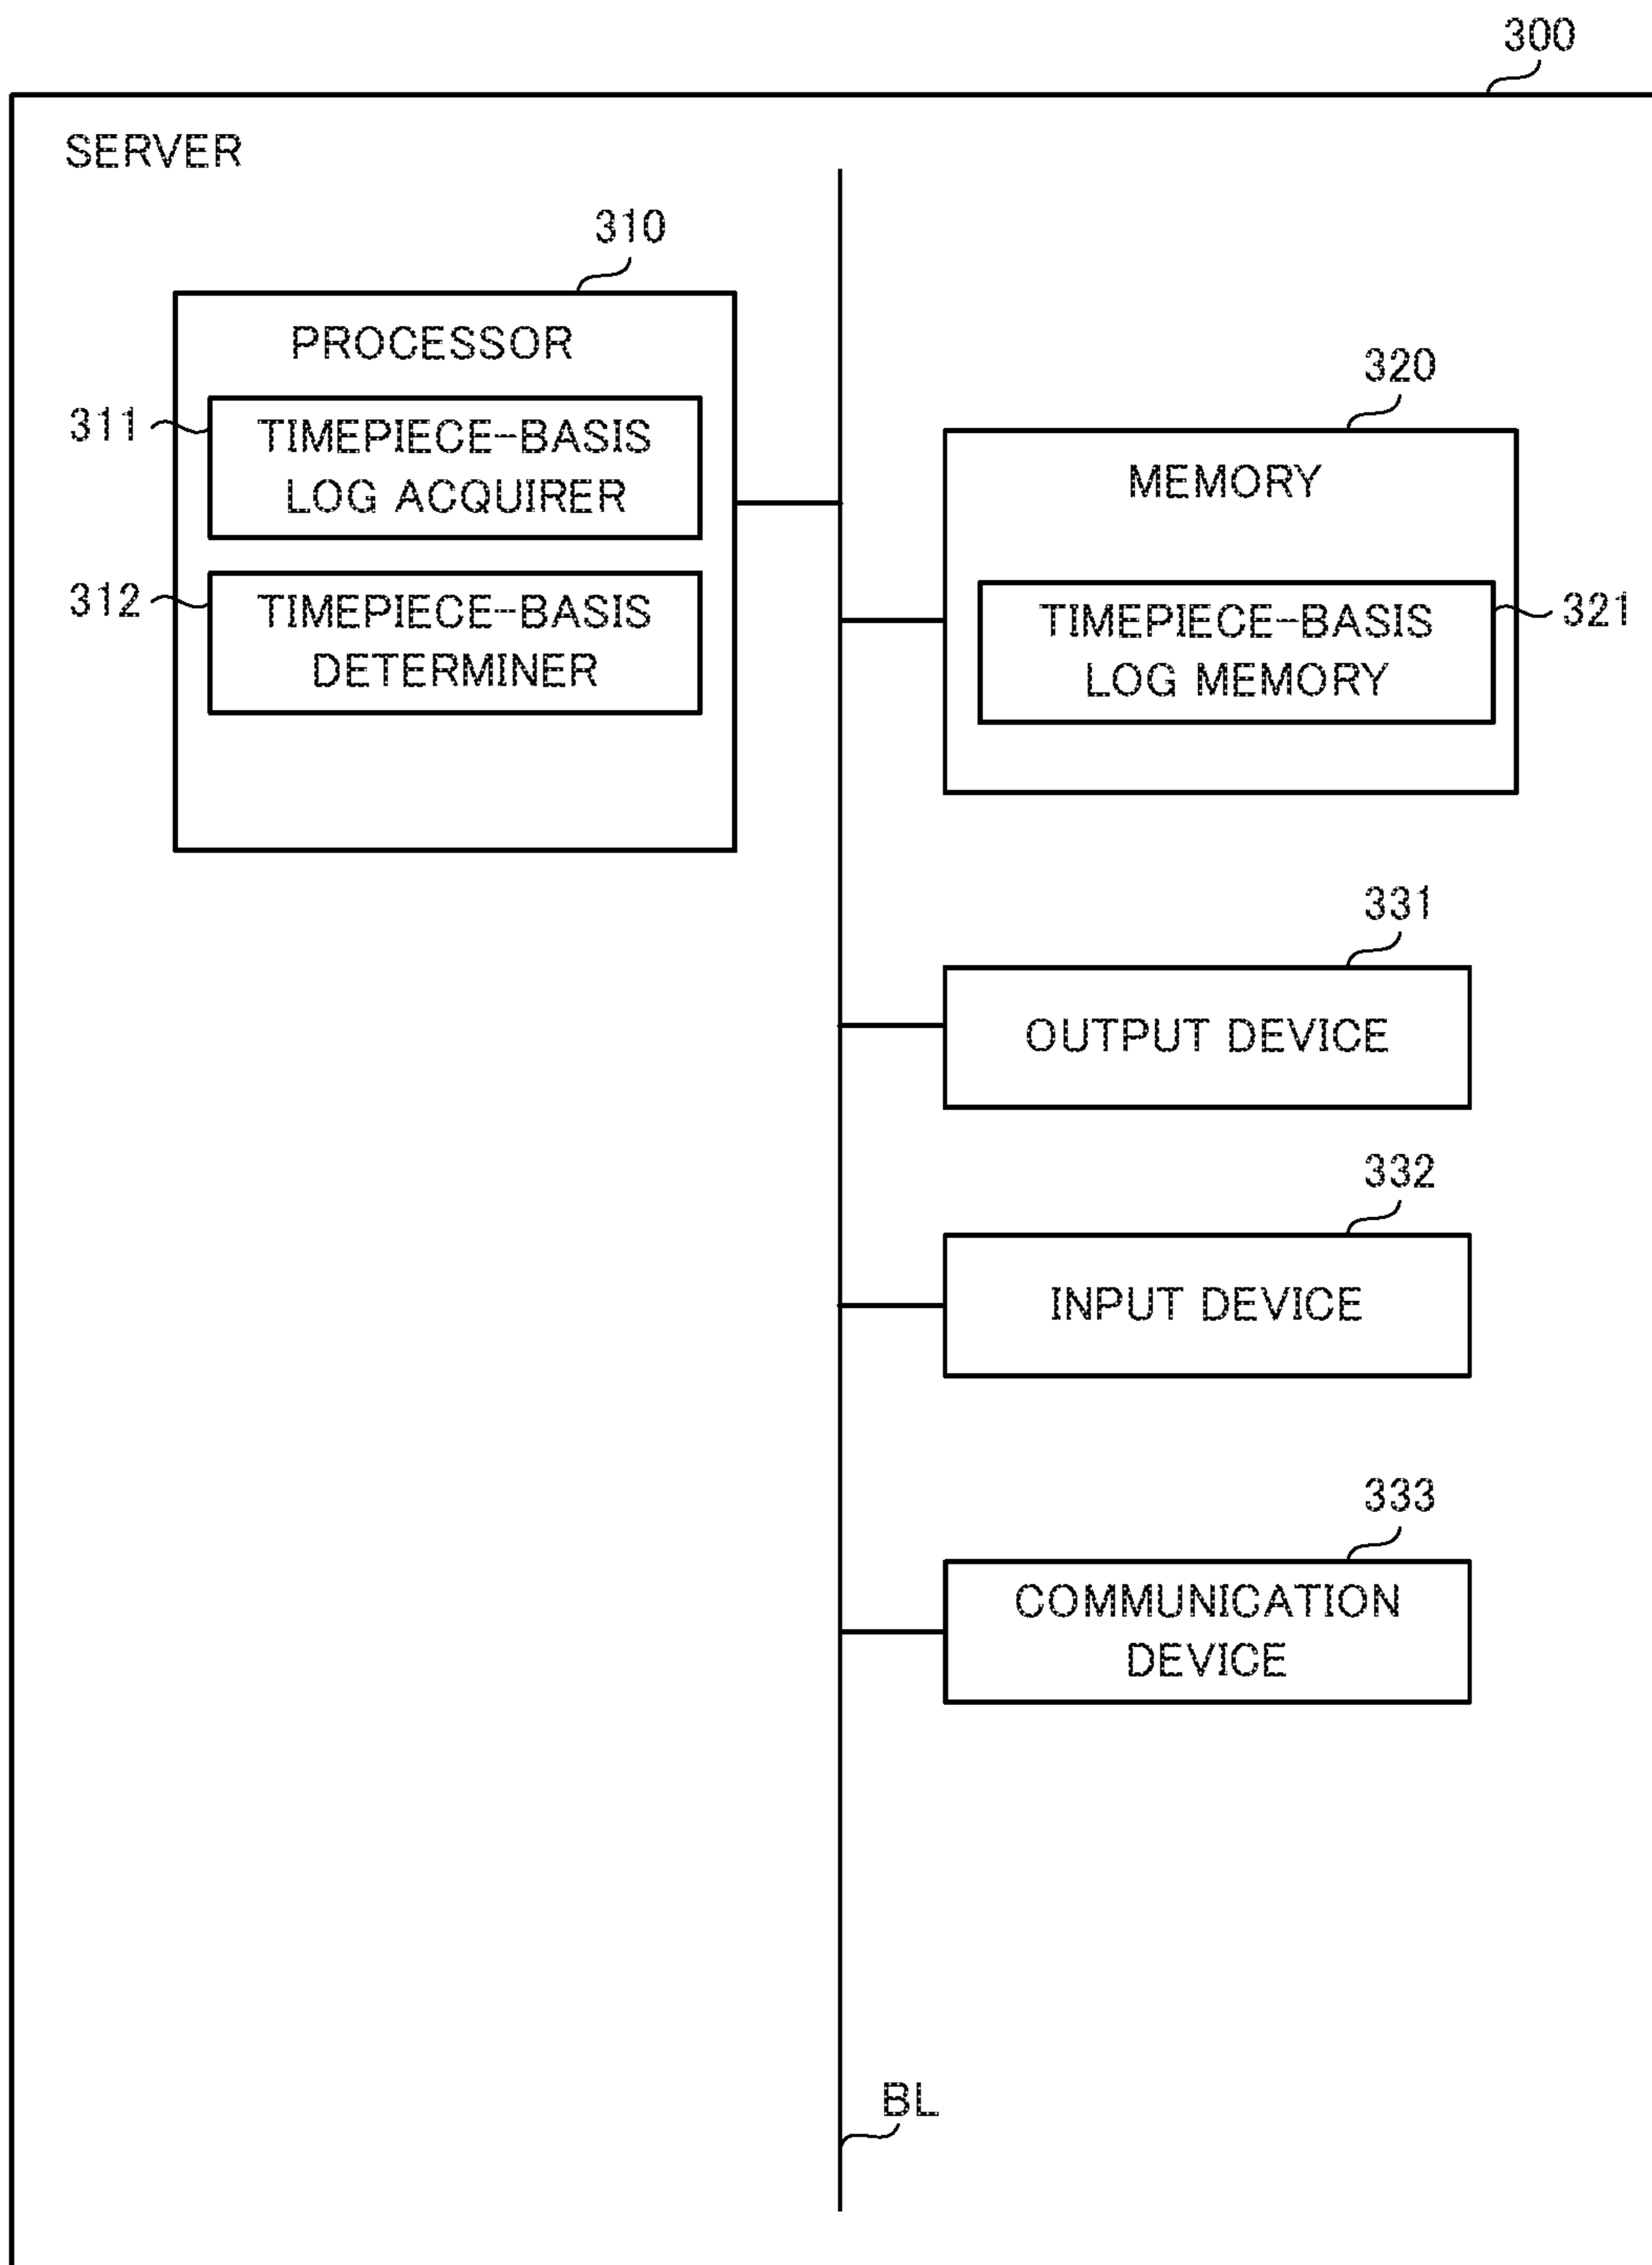 300
SERVER
310
PROCESSOR
311
TIMEPIECE-BASIS
LOG ACQUIRER
312
TIMEPIECE-BASIS
DETERMINER
320
MEMORY
TIMEPIECE-BASIS
LOG MEMORY
321
331
OUTPUT DEVICE
332
INPUT DEVICE
333
COMMUNICATION
DEVICE
BL